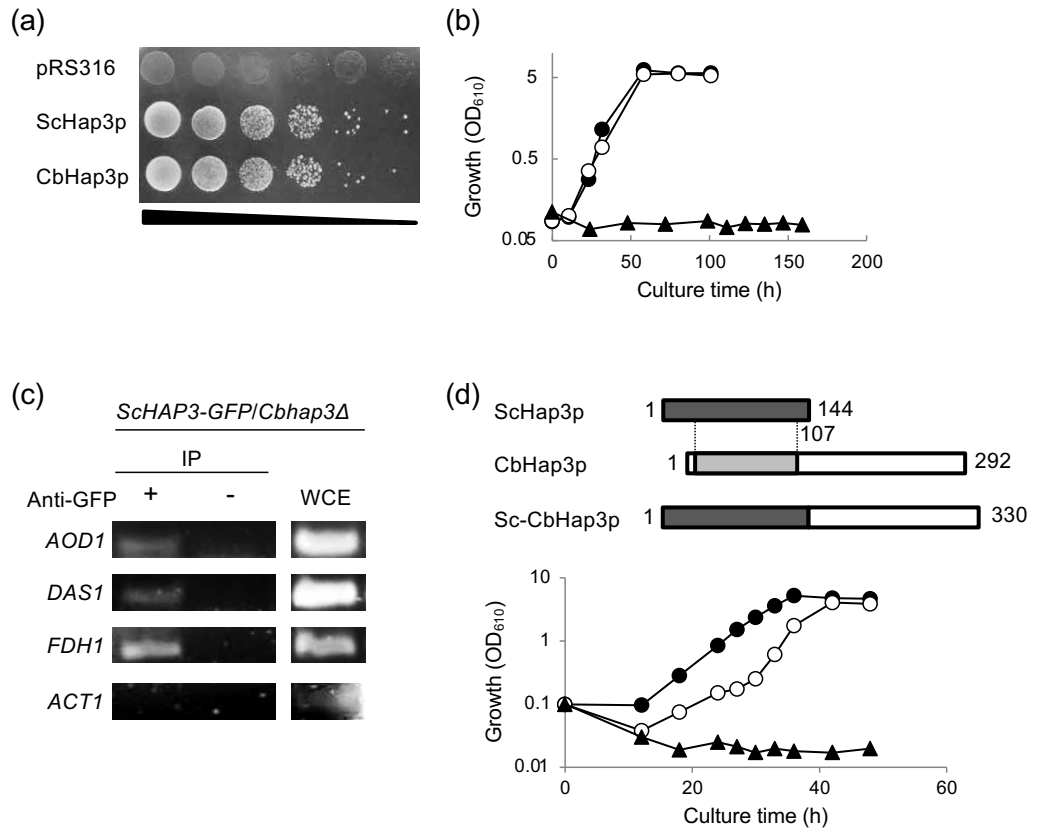 (a)
pRS316
ScHap3p
CbHap3p
(b)
Growth (OD610)
5
0.5
0.05
0 50 100 150 200
Culture time (h)
(c)
ScHAP3-GFP/Cbhap3Δ
IP
Anti-GFP + - WCE
AOD1
DAS1
FDH1
ACT1
(d)
ScHap3p 1 144
107
CbHap3p 1 292
Sc-CbHap3p 1 330
Growth (OD610)
10
1
0.1
0.01
0 20 40 60
Culture time (h)